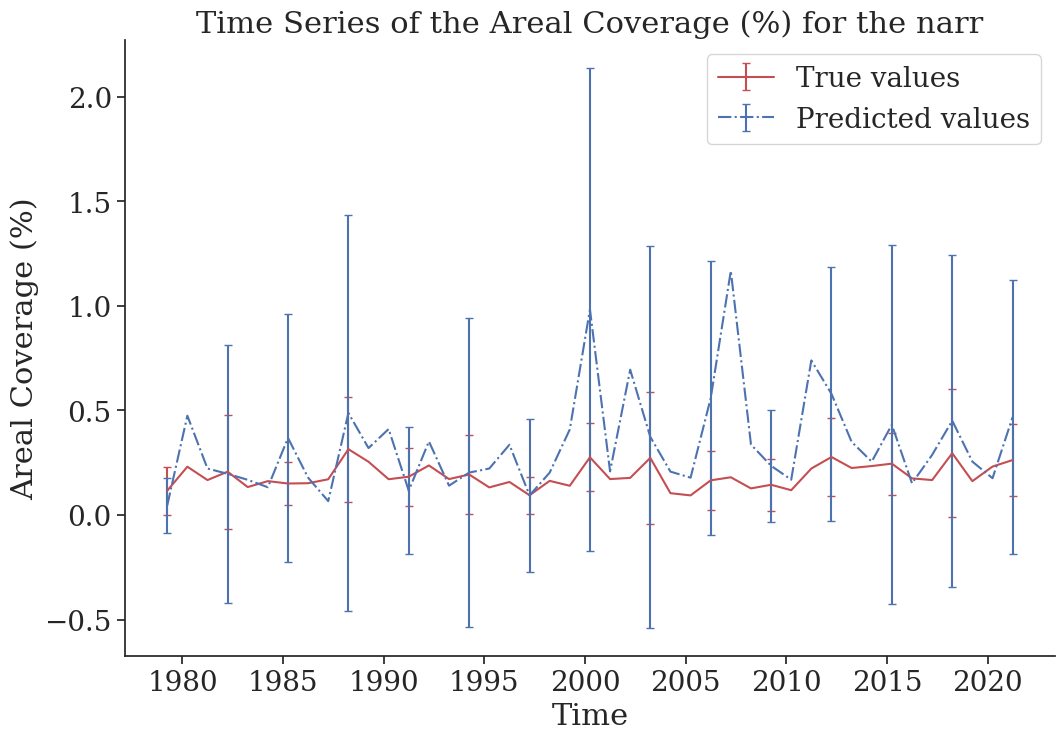 Time Series of the Areal Coverage (%) for the narr
True values
Predicted values
Areal Coverage (%)
2.0
1.5
1.0
0.5
0.0
−0.5
1980 1985 1990 1995 2000 2005 2010 2015 2020
Time